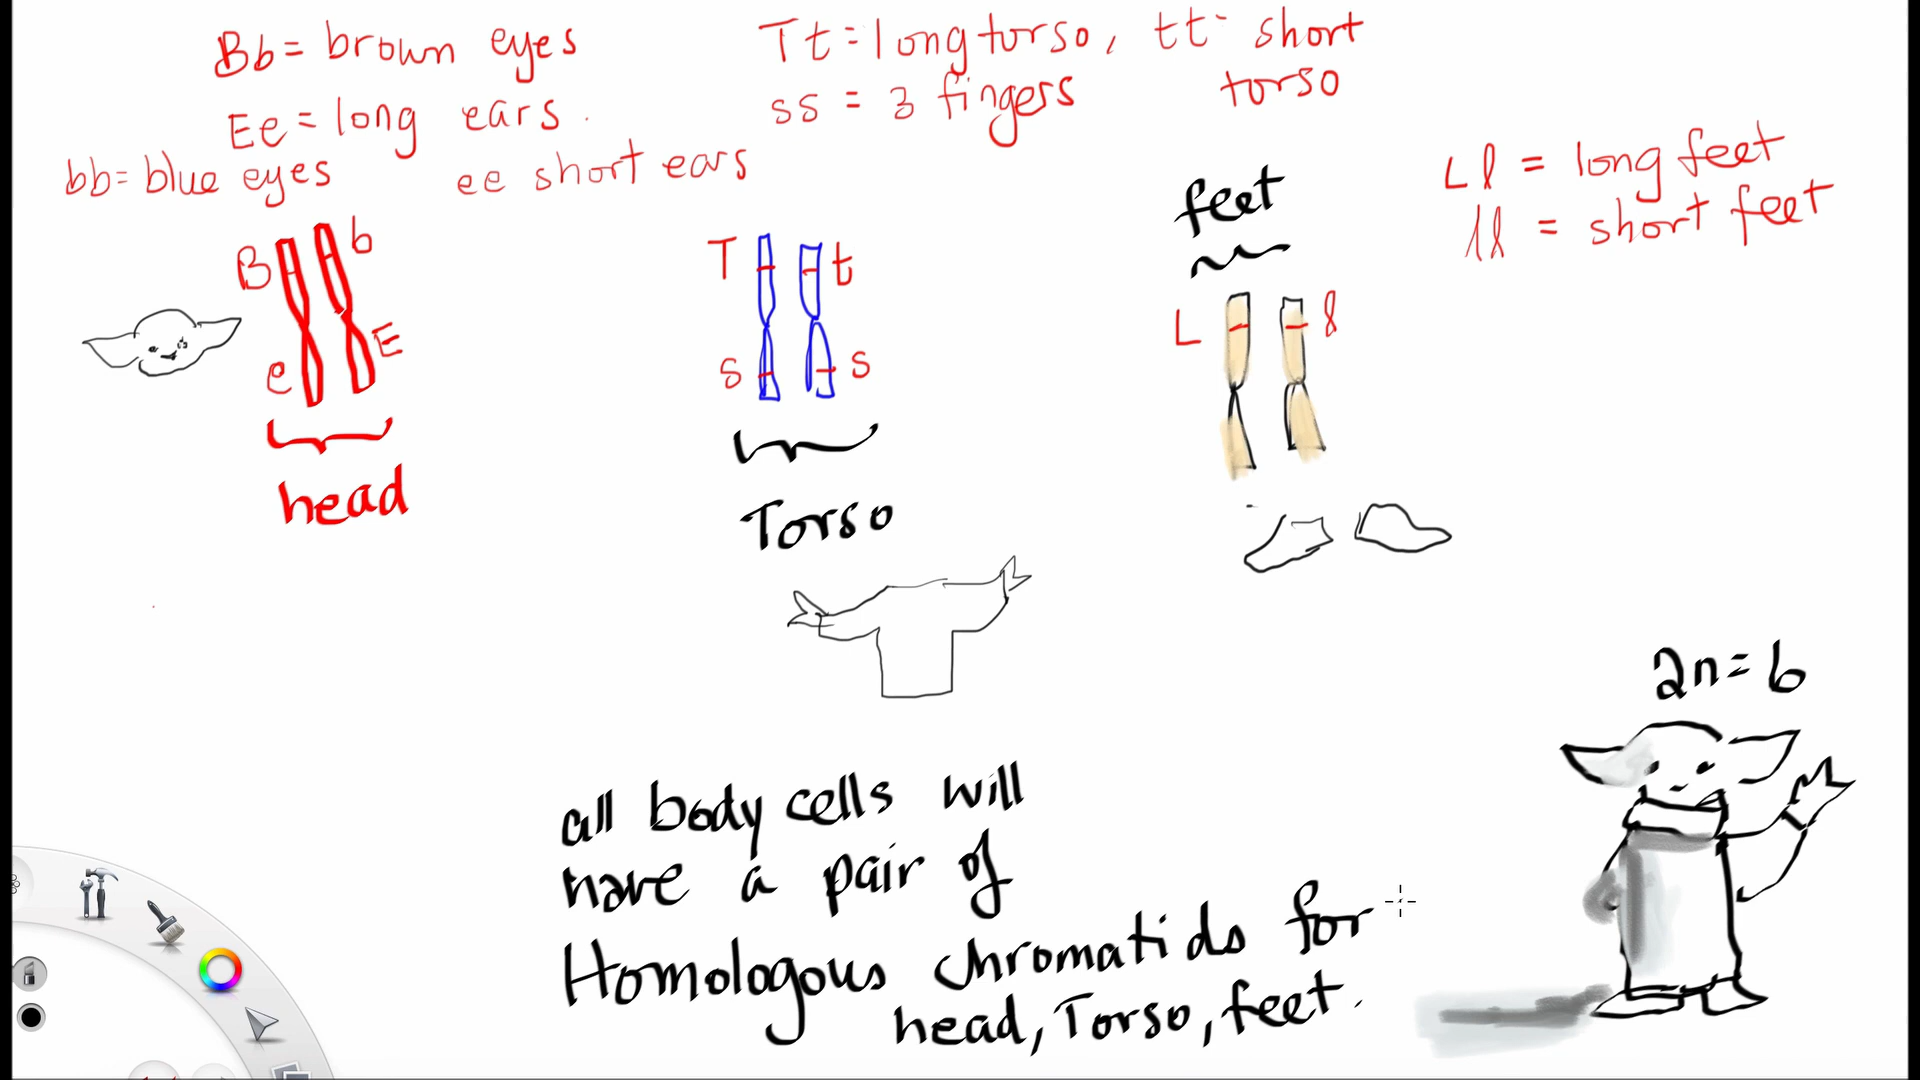 Bb= brown eyes
Ee= long ears.
bb= blue eyes
ee short ears
Tt= long torso, tt- short
torso
ss = 3 fingers
Ll = long feet
ll = short feet
feet
B b
e E
head
T t
s s
Torso
L l
2n=6
all body cells will
have a pair of
Homologous chromatids for
head, Torso, feet.